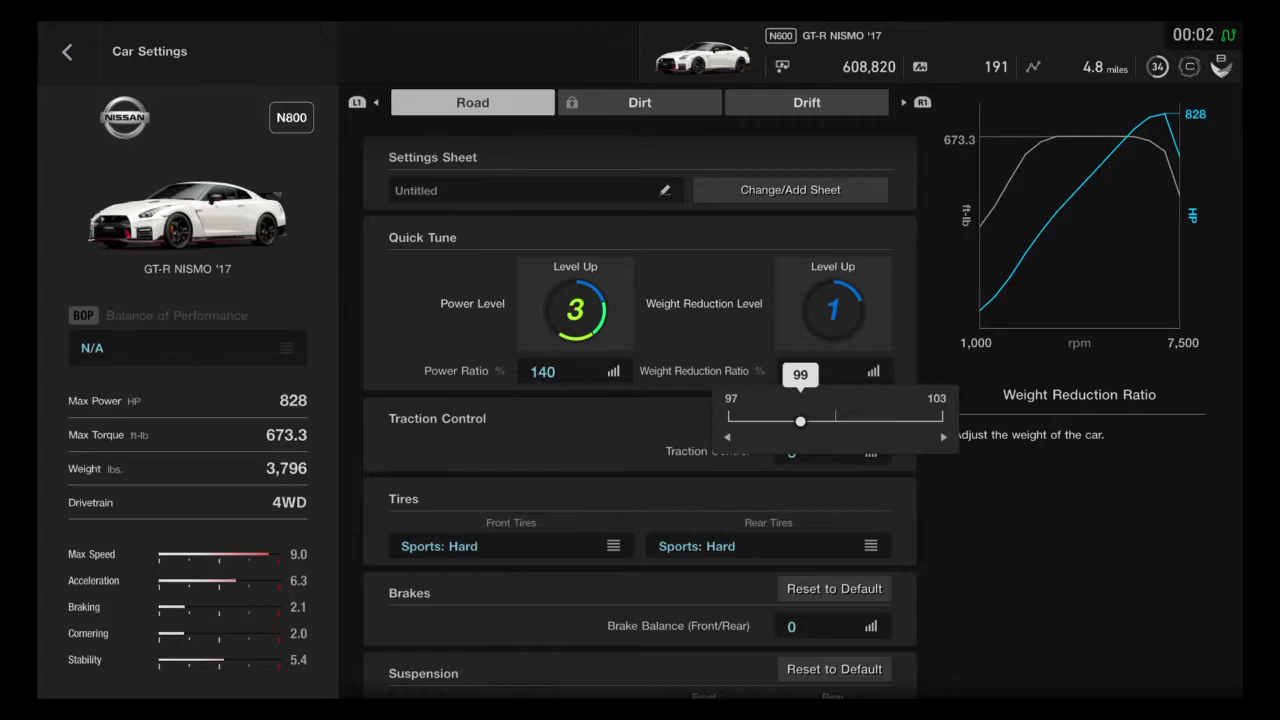 Car Settings
N600 GT-R NISMO '17
608,820 191 4.8 miles 34 C B
00:02
NISSAN
N800
GT-R NISMO '17
BOP Balance of Performance
N/A
Max Power HP 828
Max Torque ft-lb 673.3
Weight lbs. 3,796
Drivetrain 4WD
Max Speed 9.0
Acceleration 6.3
Braking 2.1
Cornering 2.0
Stability 5.4
L1 Road Dirt Drift R1
Settings Sheet
Untitled Change/Add Sheet
Quick Tune
Level Up Level Up
Power Level 3 Weight Reduction Level 1
Power Ratio % 140 Weight Reduction Ratio %
99
97 103
Traction Control
Tires
Front Tires Rear Tires
Sports: Hard Sports: Hard
Brakes Reset to Default
Brake Balance (Front/Rear) 0
Suspension Reset to Default
Front Rear
828
673.3
ft-lb HP
1,000 rpm 7,500
Weight Reduction Ratio
Adjust the weight of the car.